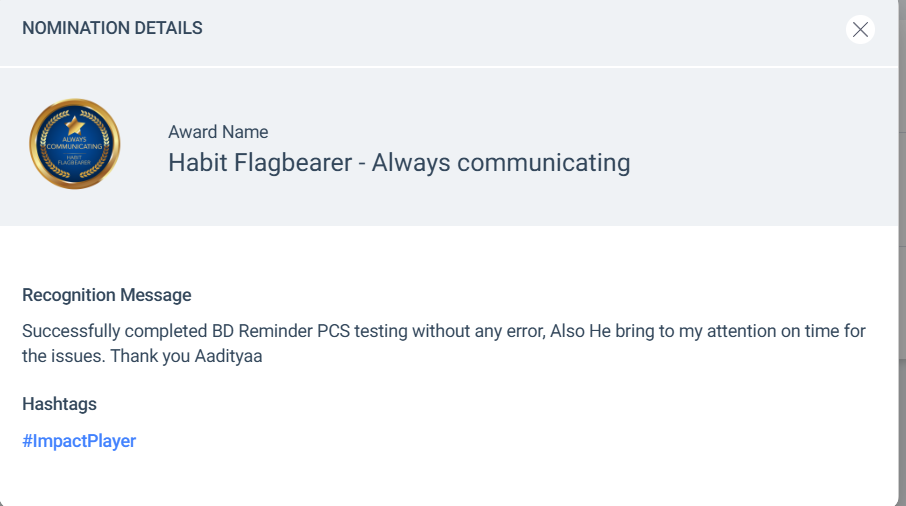 NOMINATION DETAILS
ALWAYS
COMMUNICATING
HABIT
FLAGBEARER
Award Name
Habit Flagbearer - Always communicating
Recognition Message
Successfully completed BD Reminder PCS testing without any error, Also He bring to my attention on time for
the issues. Thank you Aadityaa
Hashtags
#ImpactPlayer